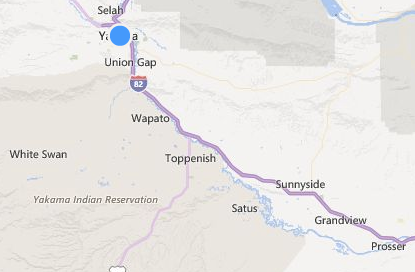 Selah
Union Gap
82
Wapato
White Swan
Toppenish
Yakama Indian Reservation
Sunnyside
Satus
Grandview
Prosser